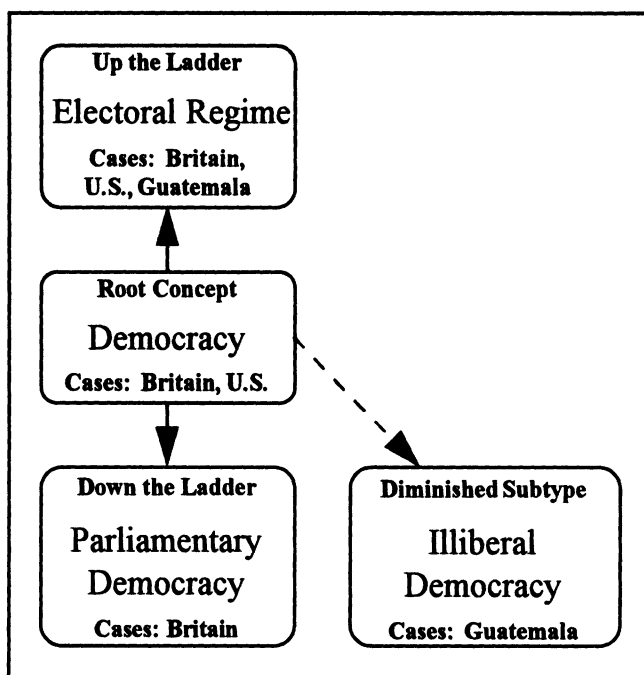 Up the Ladder
Electoral Regime
Cases: Britain,
U.S., Guatemala
Root Concept
Democracy
Cases: Britain, U.S.
Down the Ladder
Parliamentary
Democracy
Cases: Britain
Diminished Subtype
Illiberal
Democracy
Cases: Guatemala